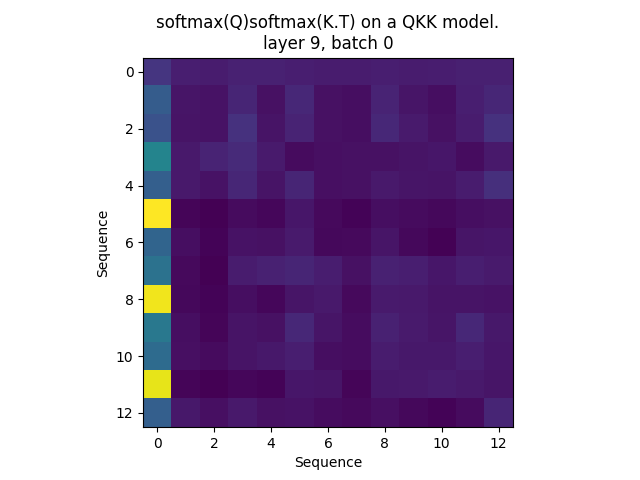 softmax(Q)softmax(K.T) on a QKK model.
layer 9, batch 0
0
2
4
6
8
10
12
Sequence
0 2 4 6 8 10 12
Sequence